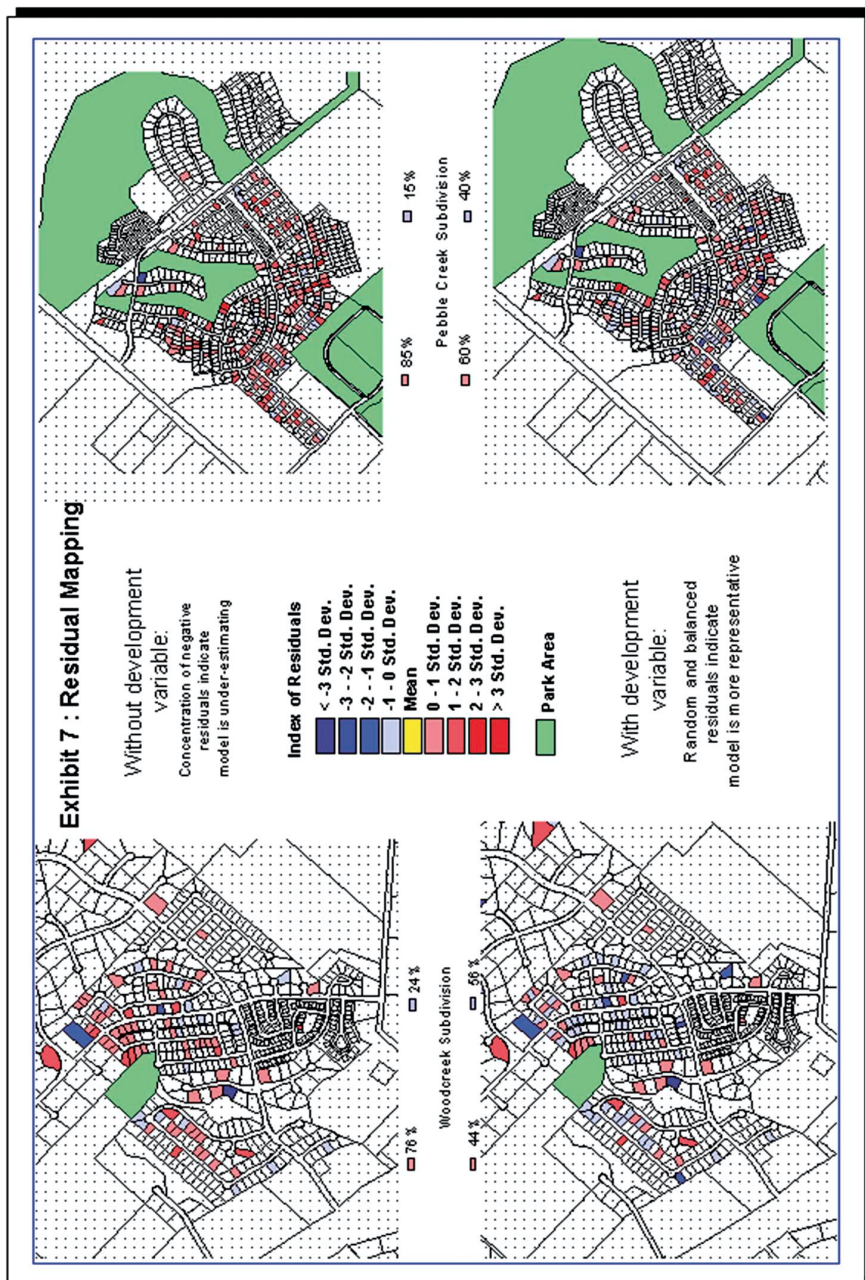 Exhibit 7 : Residual Mapping
Without development
variable:
Concentration of negative
residuals indicate
model is under-estimating
Index of Residuals
< -3 Std. Dev.
-3 - -2 Std. Dev.
-2 - -1 Std. Dev.
-1 - 0 Std. Dev.
Mean
0 - 1 Std. Dev.
1 - 2 Std. Dev.
2 - 3 Std. Dev.
> 3 Std. Dev.
Park Area
With development
variable:
Random and balanced
residuals indicate
model is more representative
76%
24%
Woodcreek Subdivision
44%
56%
85%
15%
Pebble Creek Subdivision
60%
40%